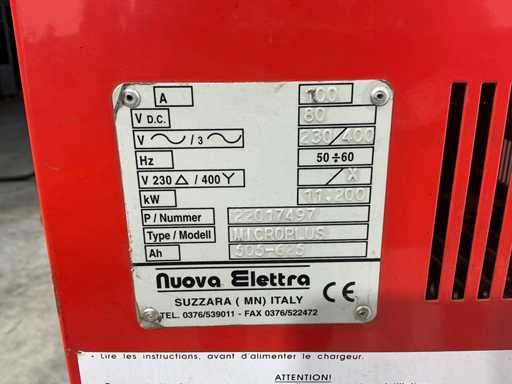 A 100
V D.C. 80
V / 3 230/400
Hz 50÷60
V 230 △ / 400 Y /X
kW 11.200
P/Nummer 22017497
Type/Modell MICROPLUS
Ah 505-625
Nuova Elettra
SUZZARA ( MN) ITALY CE
TEL. 0376/539011 - FAX 0376/522472
• Lire les instructions, avant d'alimenter le chargeur.
ATTENTION!